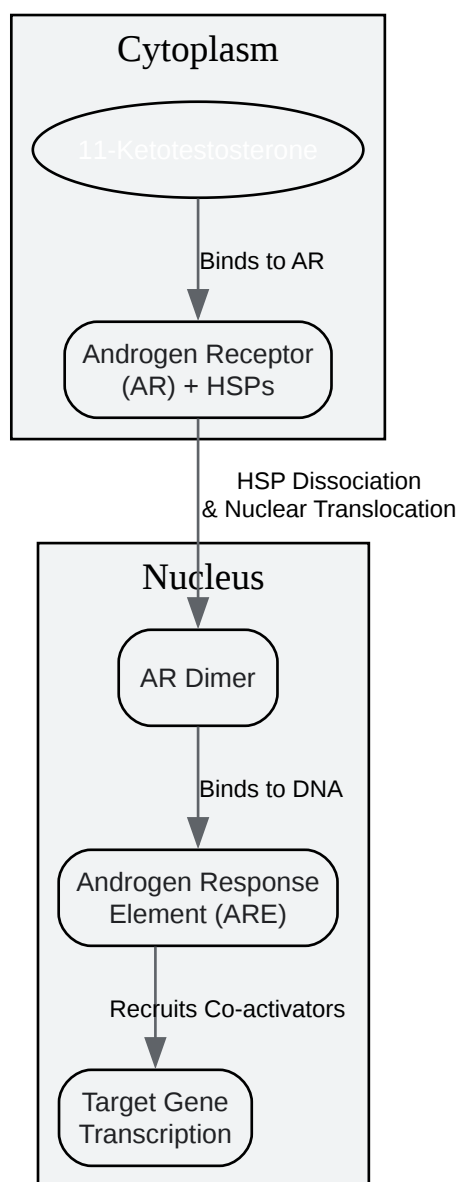 Cytoplasm
11-Ketotestosterone
Binds to AR
Androgen Receptor
(AR) + HSPs
HSP Dissociation
& Nuclear Translocation
Nucleus
AR Dimer
Binds to DNA
Androgen Response
Element (ARE)
Recruits Co-activators
Target Gene
Transcription